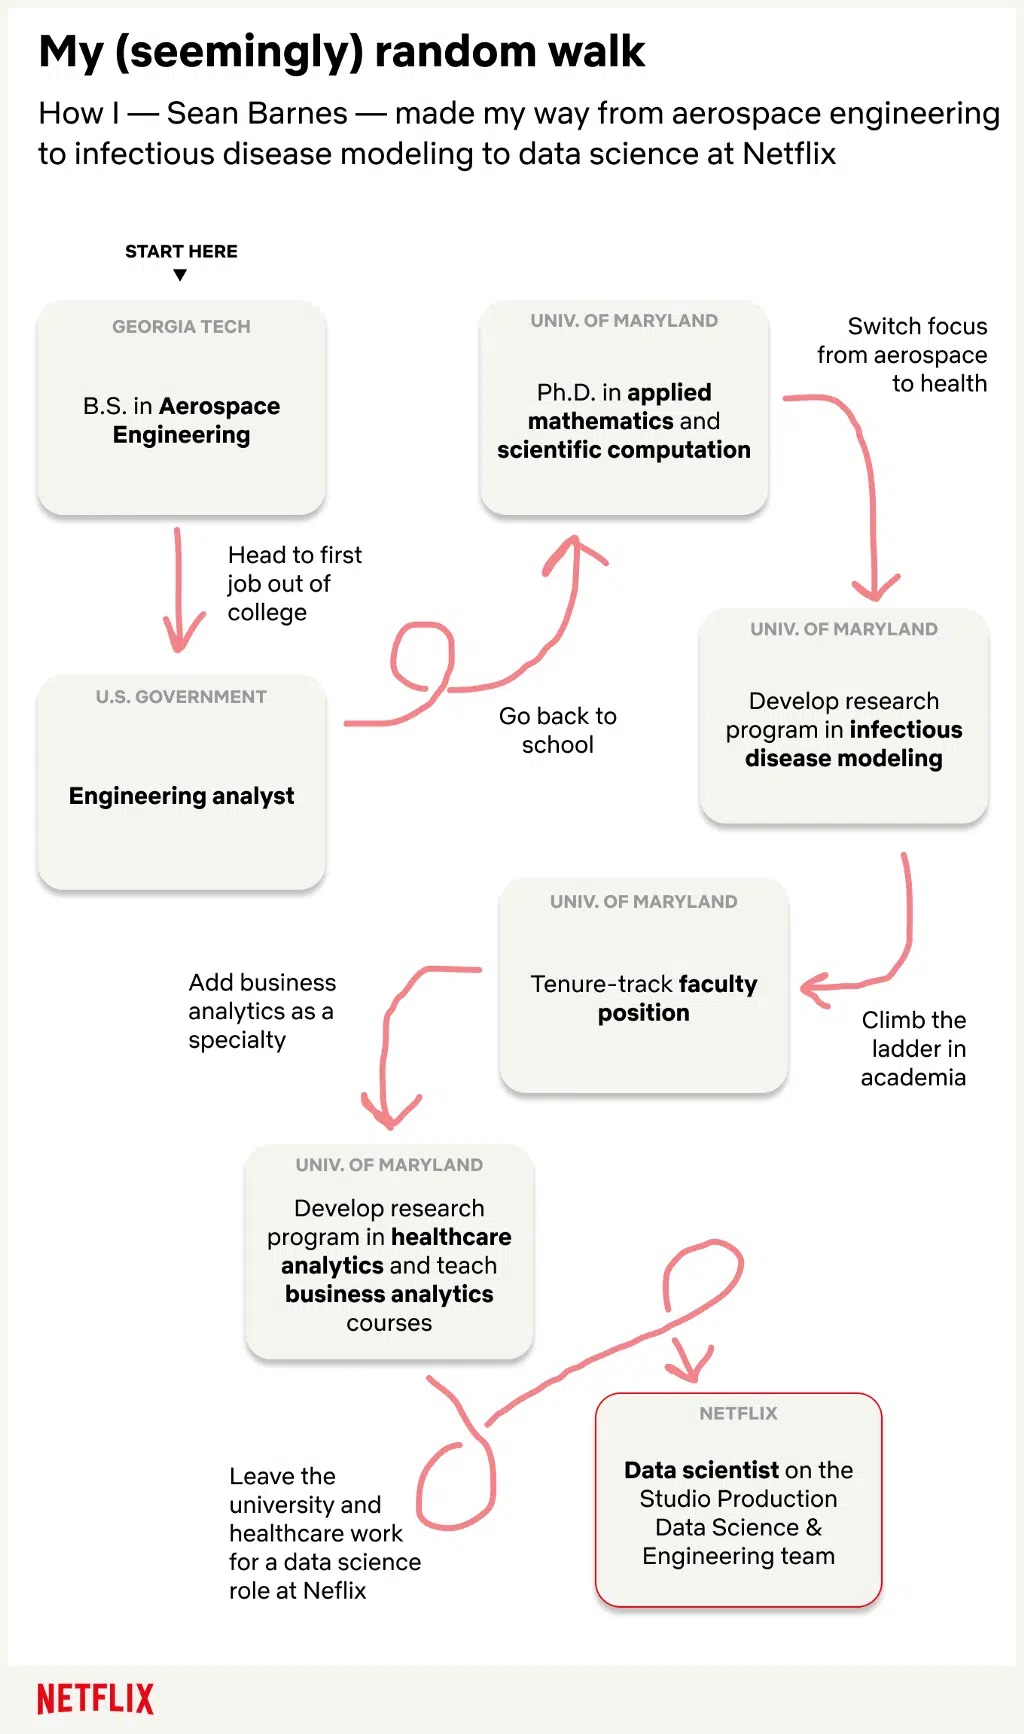 My (seemingly) random walk
How I — Sean Barnes — made my way from aerospace engineering
to infectious disease modeling to data science at Netflix
START HERE
GEORGIA TECH
B.S. in Aerospace
Engineering
Head to first
job out of
college
U.S. GOVERNMENT
Engineering analyst
Go back to
school
UNIV. OF MARYLAND
Ph.D. in applied
mathematics and
scientific computation
Switch focus
from aerospace
to health
UNIV. OF MARYLAND
Develop research
program in infectious
disease modeling
Climb the
ladder in
academia
UNIV. OF MARYLAND
Tenure-track faculty
position
Add business
analytics as a
specialty
UNIV. OF MARYLAND
Develop research
program in healthcare
analytics and teach
business analytics
courses
Leave the
university and
healthcare work
for a data science
role at Neflix
NETFLIX
Data scientist on the
Studio Production
Data Science &
Engineering team
NETFLIX